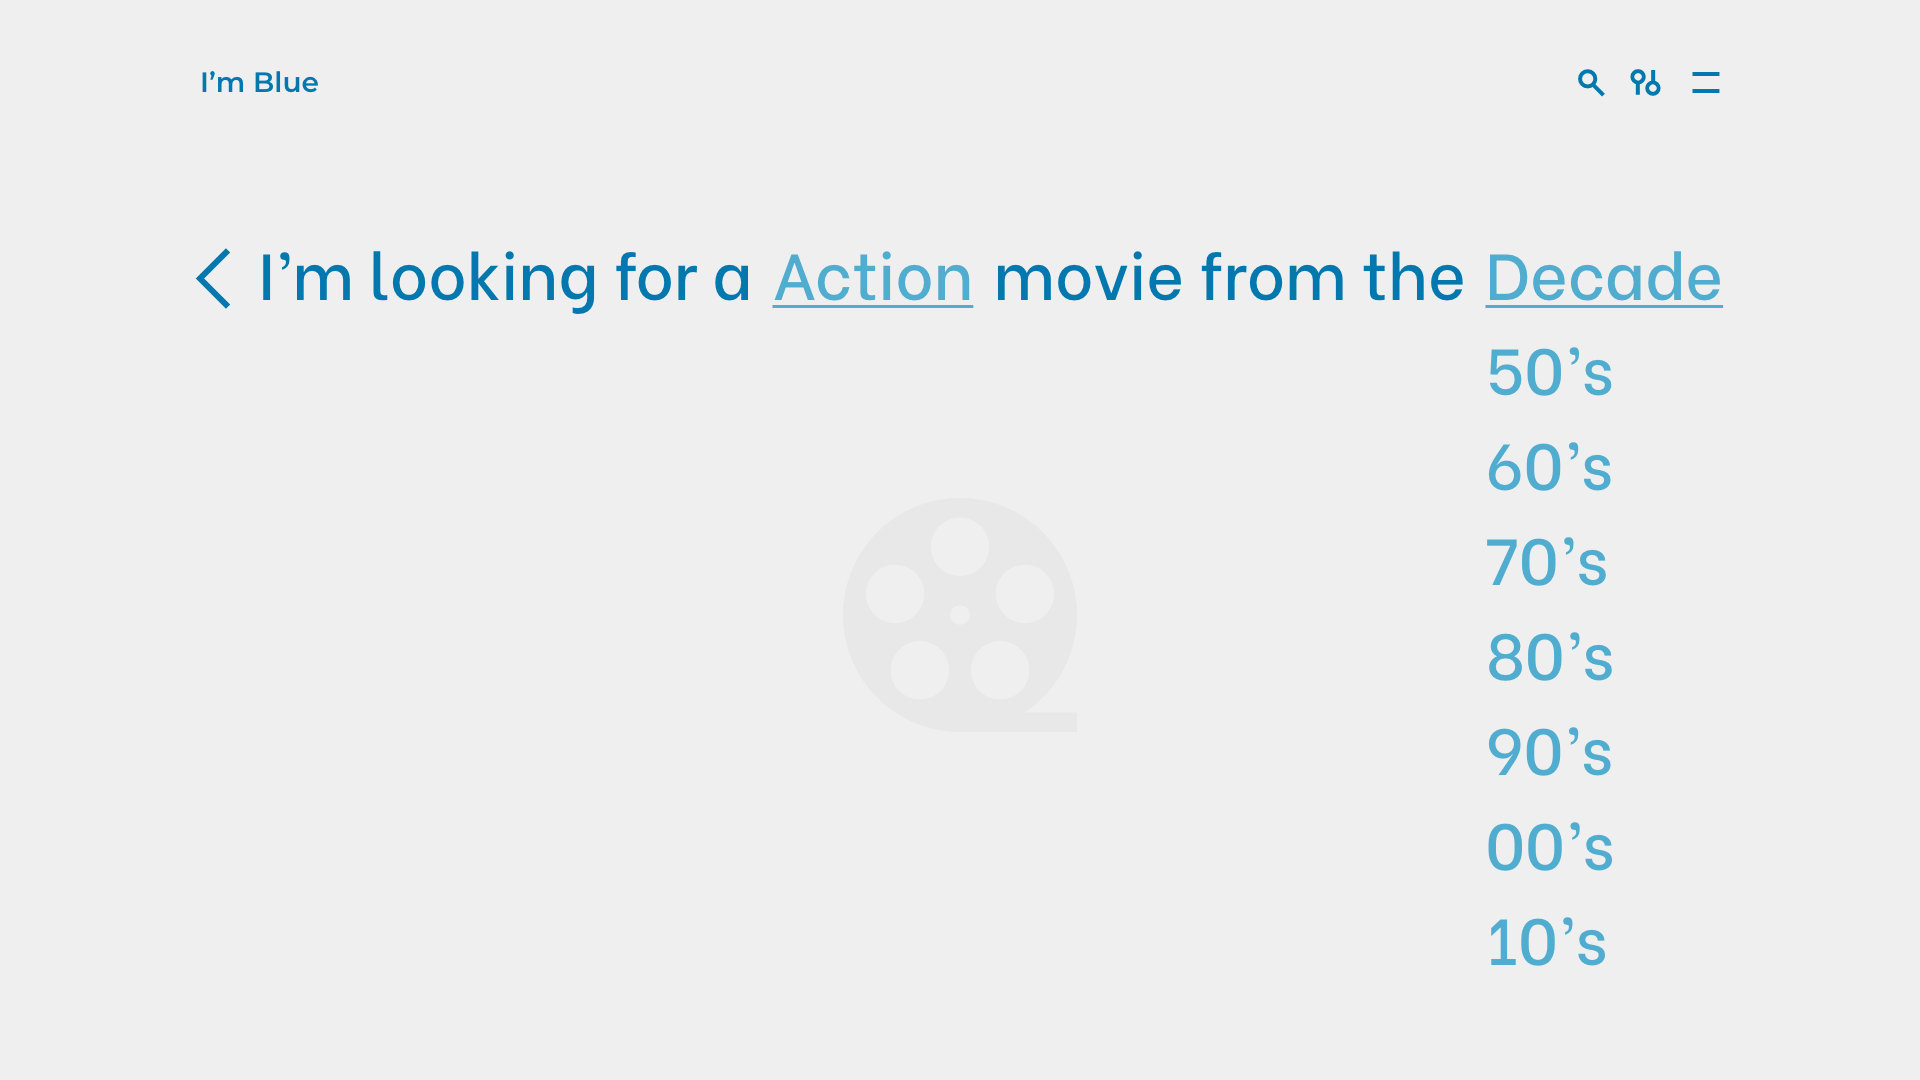 I’m Blue
I’m looking for a Action movie from the Decade
50’s
60’s
70’s
80’s
90’s
00’s
10’s